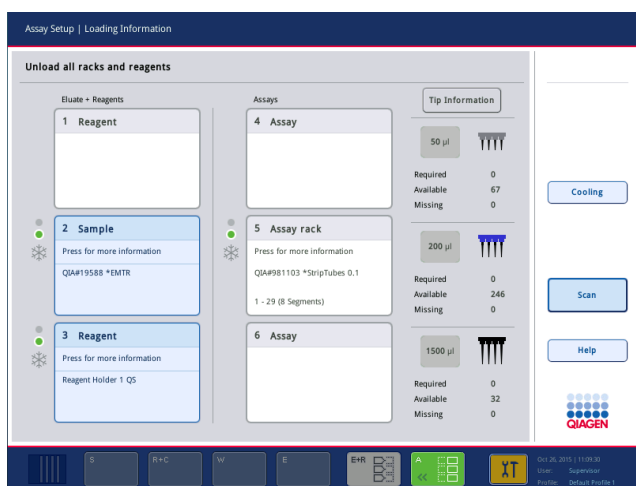 Assay Setup | Loading Information
Unload all racks and reagents
Eluate + Reagents
Assays
Tip Information
1 Reagent
4 Assay
50 µl
Required 0
Available 67
Missing 0
Cooling
2 Sample
Press for more information
QIA#19588 *EMTR
5 Assay rack
Press for more information
QIA#981103 *StripTubes 0.1
1 - 29 (8 Segments)
200 µl
Required 0
Available 246
Missing 0
Scan
3 Reagent
Press for more information
Reagent Holder 1 QS
6 Assay
1500 µl
Required 0
Available 32
Missing 0
Help
QIAGEN
S
R+C
W
E
E+R
A
Oct 26, 2015 | 11:09:30
User: Supervisor
Profile: Default Profile 1